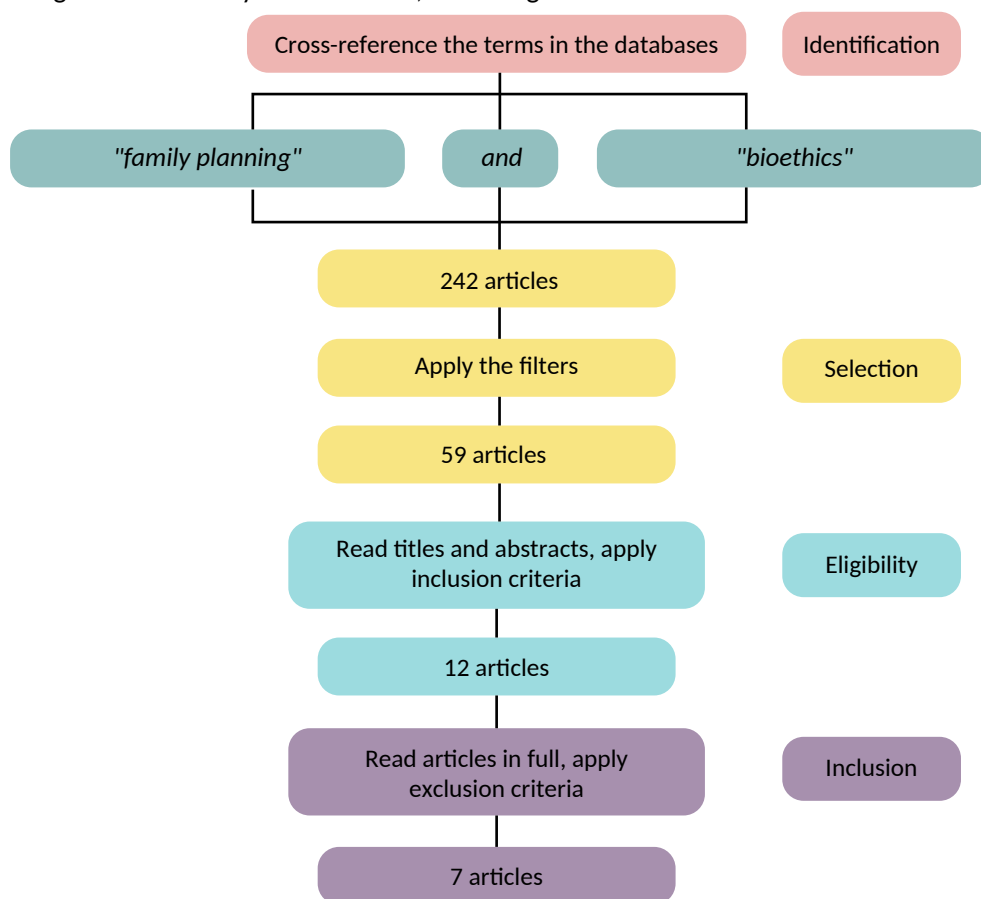 Cross-reference the terms in the databases
Identification
"family planning"
and
"bioethics"
242 articles
Apply the filters
Selection
59 articles
Read titles and abstracts, apply
inclusion criteria
Eligibility
12 articles
Read articles in full, apply
exclusion criteria
Inclusion
7 articles